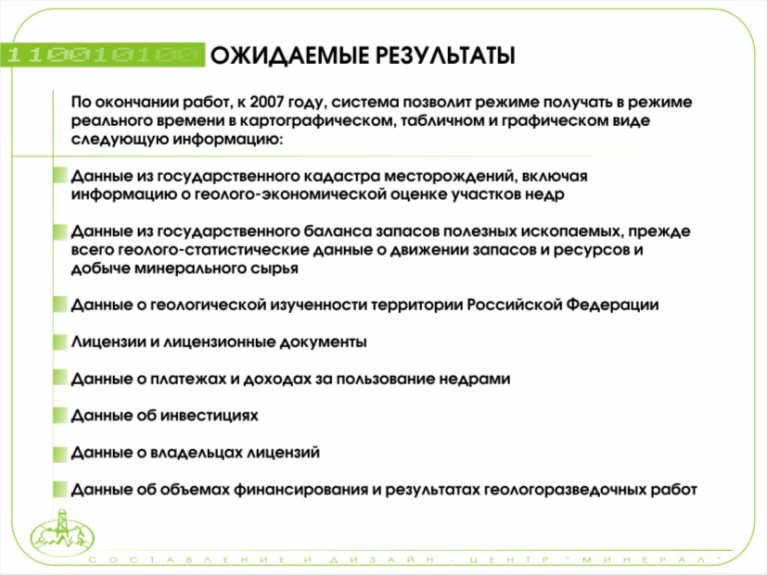 110010100 ОЖИДАЕМЫЕ РЕЗУЛЬТАТЫ
По окончании работ, к 2007 году, система позволит режиме получать в режиме
реального времени в картографическом, табличном и графическом виде
следующую информацию:
Данные из государственного кадастра месторождений, включая
информацию о геолого-экономической оценке участков недр
Данные из государственного баланса запасов полезных ископаемых, прежде
всего геолого-статистические данные о движении запасов и ресурсов и
добыче минерального сырья
Данные о геологической изученности территории Российской Федерации
Лицензии и лицензионные документы
Данные о платежах и доходах за пользование недрами
Данные об инвестициях
Данные о владельцах лицензий
Данные об объемах финансирования и результатах геологоразведочных работ
СОСТАВЛЕНИЕ И ДИЗАЙН - ЦЕНТР "МИНЕРАЛ"